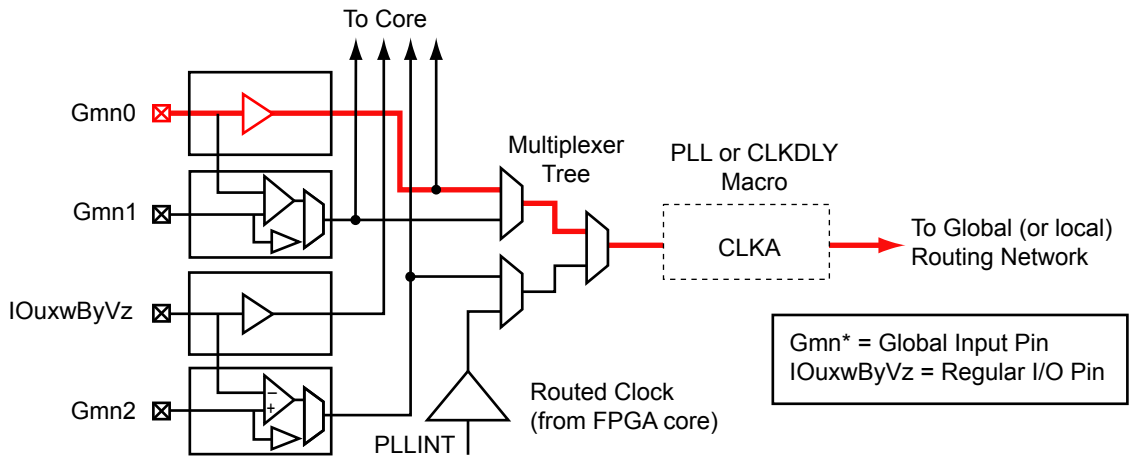 To Core
Gmn0
Multiplexer
Tree
PLL or CLKDLY
Macro
Gmn1
CLKA
To Global (or local)
Routing Network
IOuxwByVz
Gmn* = Global Input Pin
IOuxwByVz = Regular I/O Pin
−
+
Gmn2
Routed Clock
(from FPGA core)
PLLINT